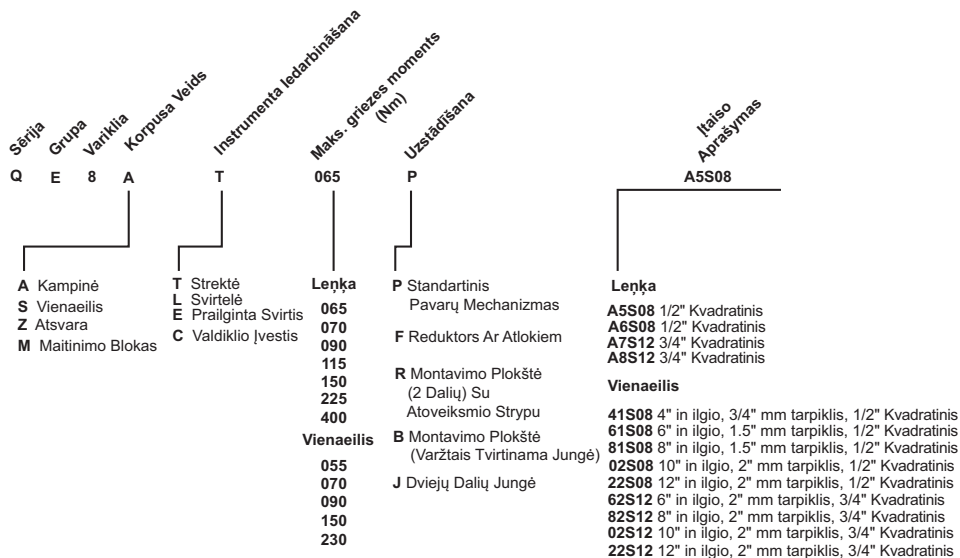 Sērija
Grupa
Variklia
Korpusa Veids
Instrumenta Iedarbināšana
Maks. griezes moments
(Nm)
Uzstādīšana
Įtaiso
Aprašymas
Q E 8 A T 065 P A5S08
A Kampinė
S Vienaeilis
Z Atsvara
M Maitinimo Blokas
T Strektė
L Svirtelė
E Prailginta Svirtis
C Valdiklio Įvestis
Leņķa
065
070
090
115
150
225
400
Vienaeilis
055
070
090
150
230
P Standartinis
Pavarų Mechanizmas
F Reduktors Ar Atlokiem
R Montavimo Plokštė
(2 Dalių) Su
Atoveiksmio Strypu
B Montavimo Plokštė
(Varžtais Tvirtinama Jungė)
J Dviejų Dalių Jungė
Leņķa
A5S08 1/2" Kvadratinis
A6S08 1/2" Kvadratinis
A7S12 3/4" Kvadratinis
A8S12 3/4" Kvadratinis
Vienaeilis
41S08 4" in ilgio, 3/4" mm tarpiklis, 1/2" Kvadratinis
61S08 6" in ilgio, 1.5" mm tarpiklis, 1/2" Kvadratinis
81S08 8" in ilgio, 1.5" mm tarpiklis, 1/2" Kvadratinis
02S08 10" in ilgio, 2" mm tarpiklis, 1/2" Kvadratinis
22S08 12" in ilgio, 2" mm tarpiklis, 1/2" Kvadratinis
62S12 6" in ilgio, 2" mm tarpiklis, 3/4" Kvadratinis
82S12 8" in ilgio, 2" mm tarpiklis, 3/4" Kvadratinis
02S12 10" in ilgio, 2" mm tarpiklis, 3/4" Kvadratinis
22S12 12" in ilgio, 2" mm tarpiklis, 3/4" Kvadratinis